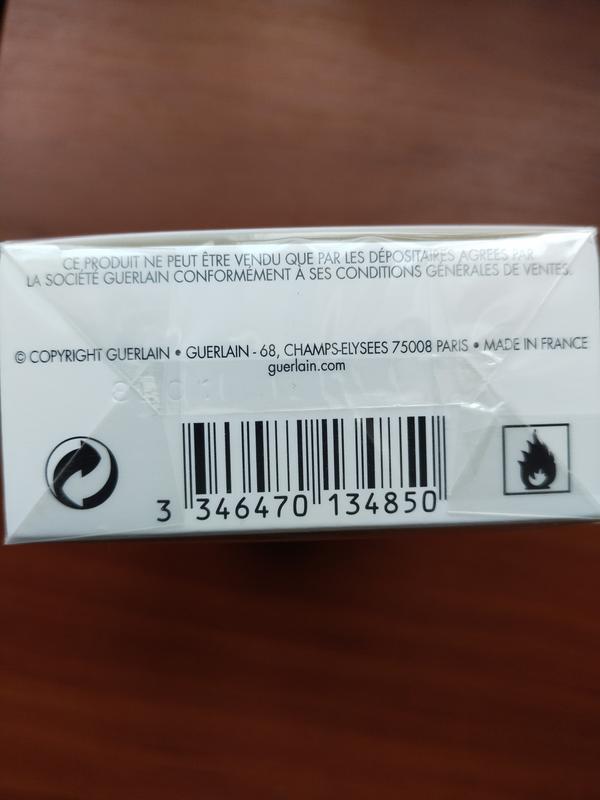 CE PRODUIT NE PEUT ÊTRE VENDU QUE PAR LES DÉPOSITAIRES AGRÉÉS PAR
LA SOCIÉTÉ GUERLAIN CONFORMÉMENT À SES CONDITIONS GÉNÉRALES DE VENTES.
© COPYRIGHT GUERLAIN • GUERLAIN - 68, CHAMPS-ELYSEES 75008 PARIS • MADE IN FRANCE
guerlain.com
3 346470 134850